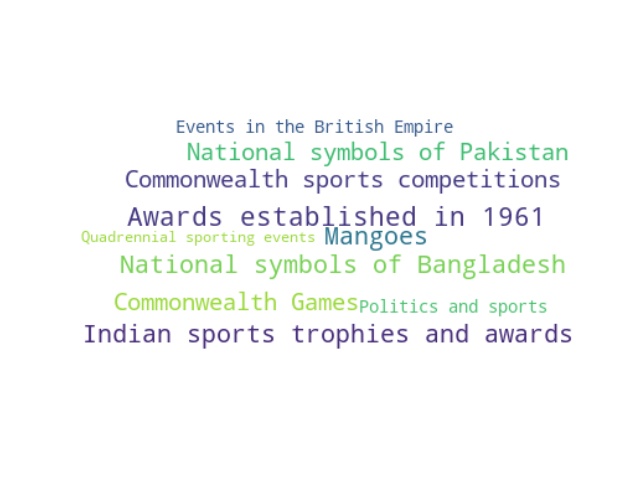 Events in the British Empire
National symbols of Pakistan
Commonwealth sports competitions
Awards established in 1961
Quadrennial sporting events
Mangoes
National symbols of Bangladesh
Commonwealth Games
Politics and sports
Indian sports trophies and awards